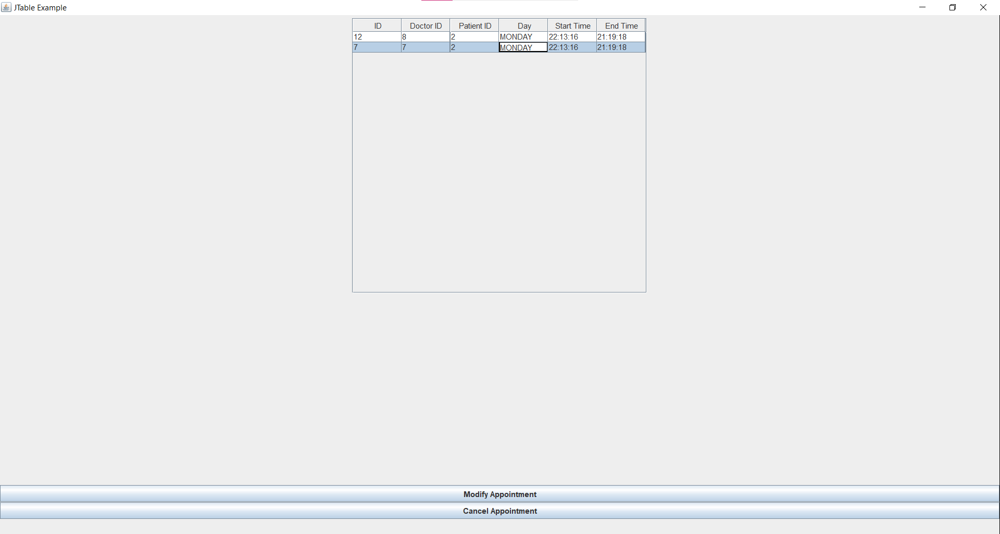 JTable Example
ID Doctor ID Patient ID Day Start Time End Time
12 8 2 MONDAY 22:13:16 21:19:18
7 7 2 MONDAY 22:13:16 21:19:18
Modify Appointment
Cancel Appointment